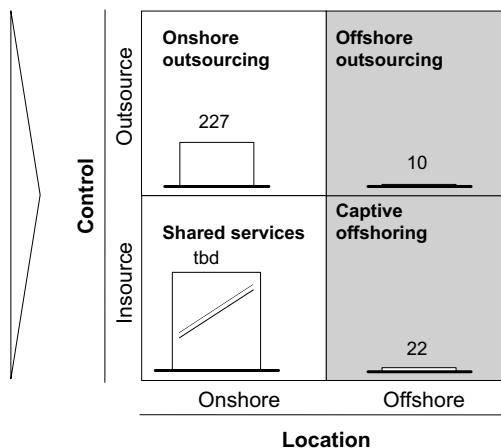 Onshore
outsourcing
227
Offshore
outsourcing
10
Shared services
tbd
Captive
offshoring
22
Outsource
Insource
Control
Onshore
Offshore
Location